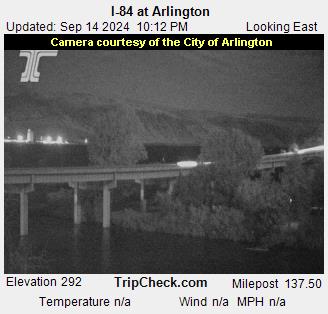 I-84 at Arlington
Updated: Sep 14 2024 10:12 PM Looking East
Camera courtesy of the City of Arlington
Elevation 292 TripCheck.com Milepost 137.50
Temperature n/a Wind n/a MPH n/a